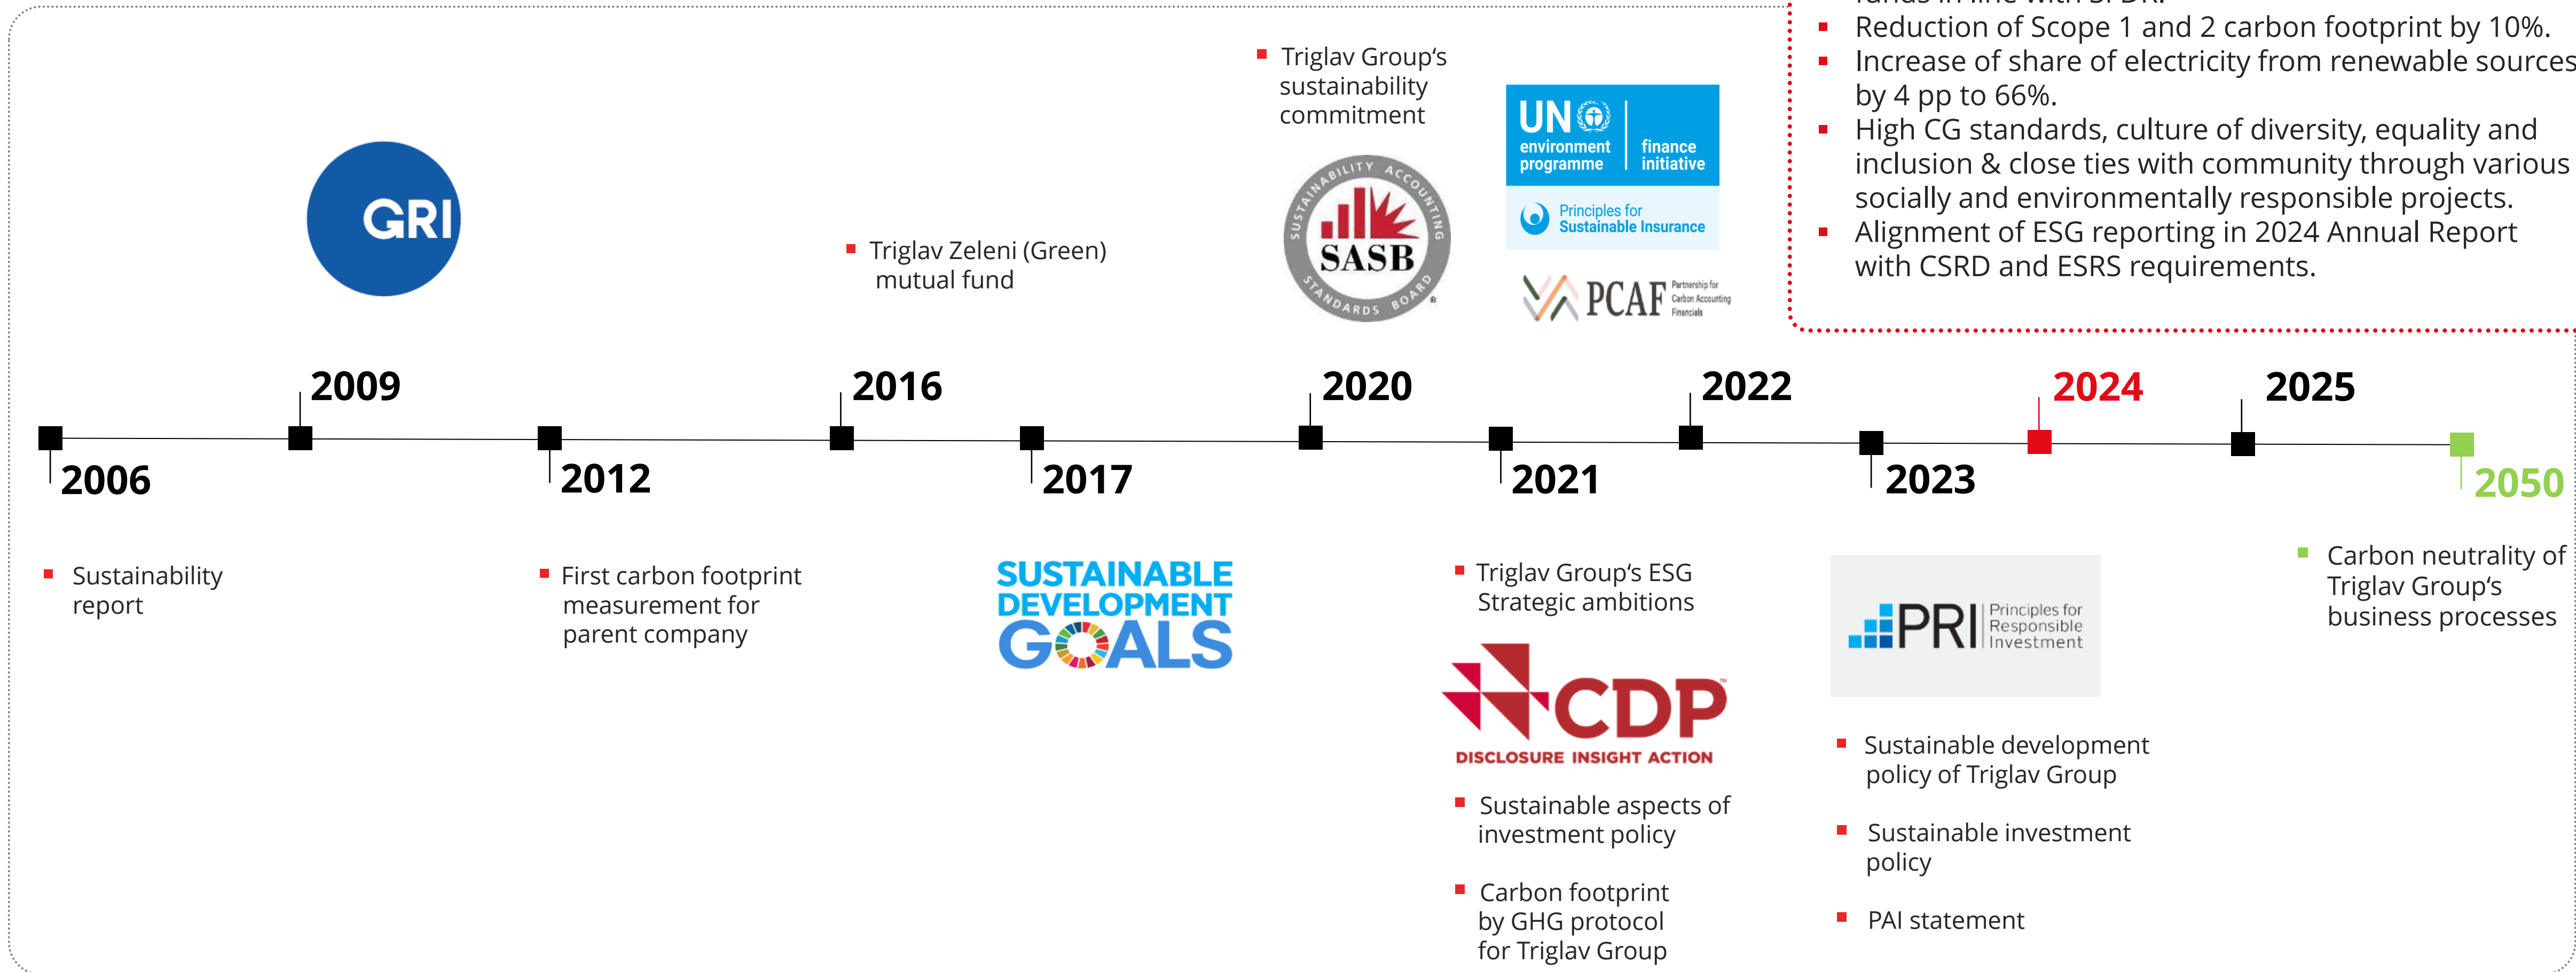 Reduction of Scope 1 and 2 carbon footprint by 10%.
Increase of share of electricity from renewable sources
by 4 pp to 66%.
High CG standards, culture of diversity, equality and
inclusion & close ties with community through various
socially and environmentally responsible projects.
Alignment of ESG reporting in 2024 Annual Report
with CSRD and ESRS requirements.
GRI
Triglav Zeleni (Green)
mutual fund
Triglav Group‘s
sustainability
commitment
SUSTAINABILITY ACCOUNTING
SASB
STANDARDS BOARD
®
UN
environment
programme
finance
initiative
Principles for
Sustainable Insurance
PCAF
Partnership for
Carbon Accounting
Financials
2009
2016
2020
2022
2024
2025
2006
2012
2017
2021
2023
2050
Sustainability
report
First carbon footprint
measurement for
parent company
SUSTAINABLE
DEVELOPMENT
GOALS
Triglav Group‘s ESG
Strategic ambitions
CDP™
DISCLOSURE INSIGHT ACTION
Sustainable aspects of
investment policy
Carbon footprint
by GHG protocol
for Triglav Group
PRI
Principles for
Responsible
Investment
Sustainable development
policy of Triglav Group
Sustainable investment
policy
PAI statement
Carbon neutrality of
Triglav Group‘s
business processes